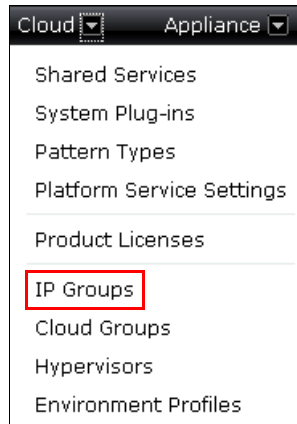 Cloud Appliance
Shared Services
System Plug-ins
Pattern Types
Platform Service Settings
Product Licenses
IP Groups
Cloud Groups
Hypervisors
Environment Profiles